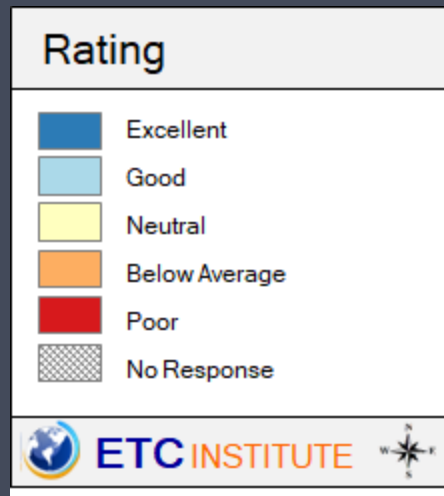 Rating
Excellent
Good
Neutral
Below Average
Poor
No Response
ETC INSTITUTE
N
W E
S